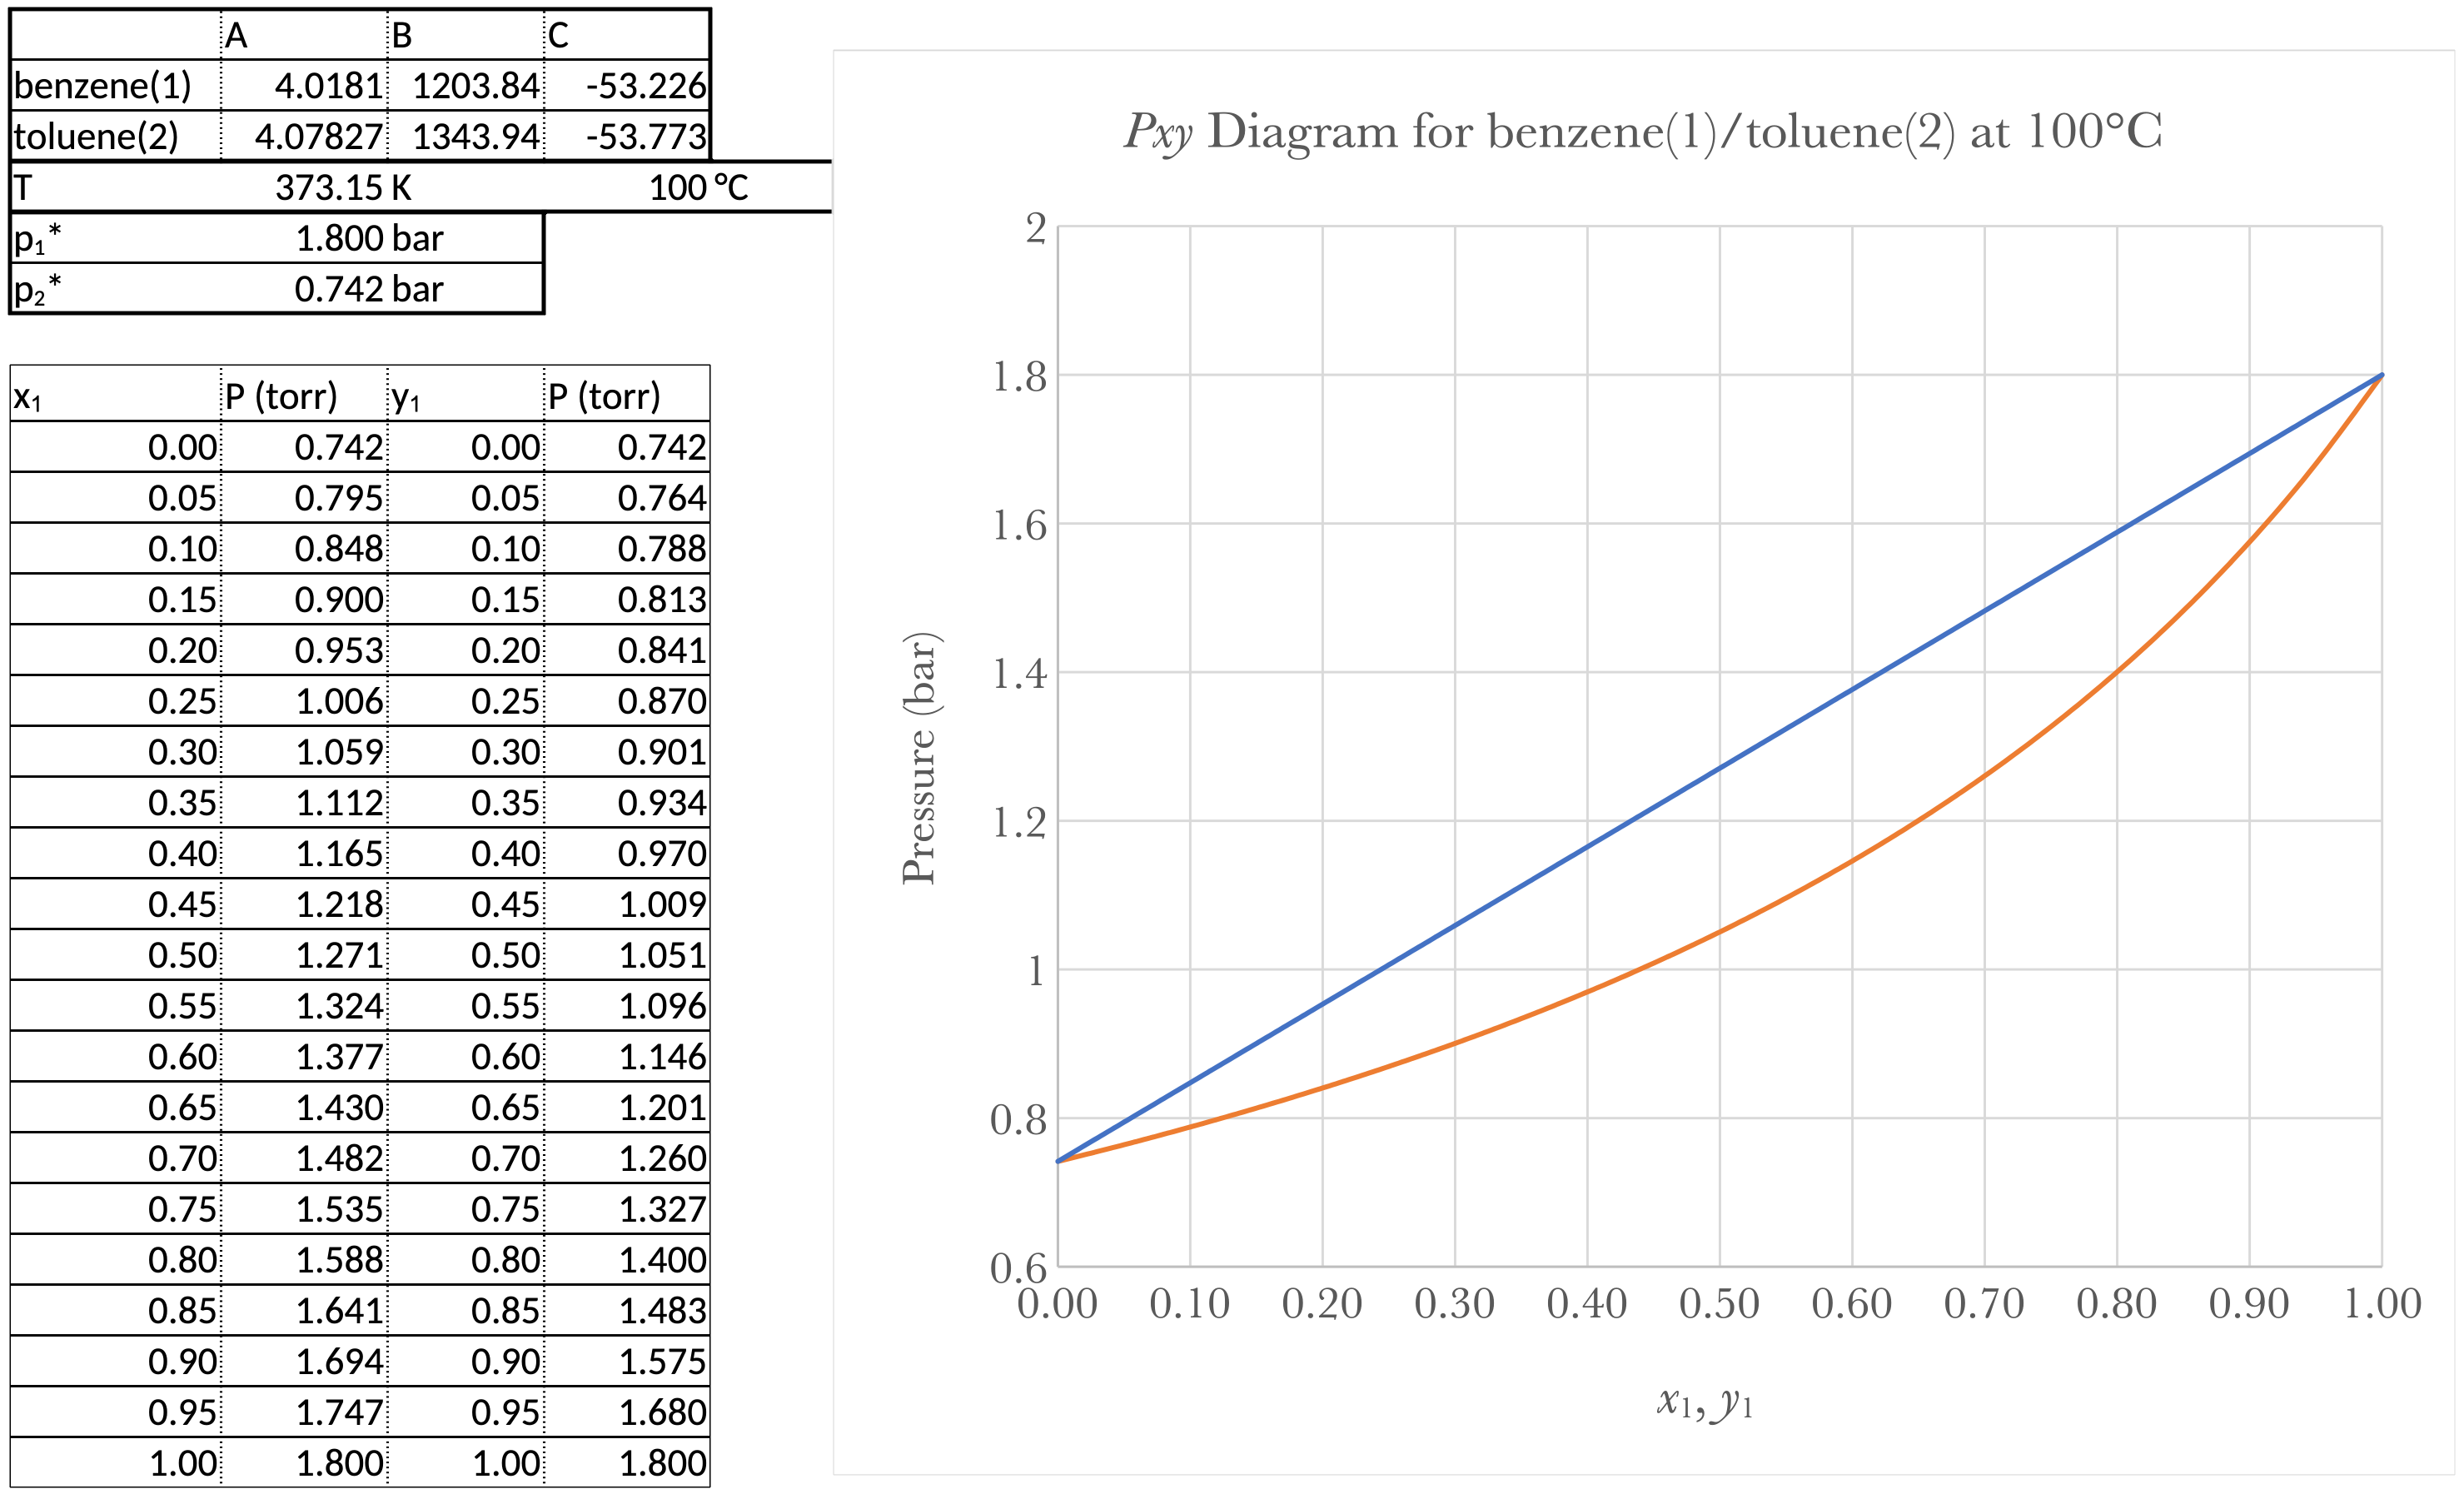 A B C
benzene(1) 4.0181 1203.84 -53.226
toluene(2) 4.07827 1343.94 -53.773
T 373.15 K 100 °C
p₁* 1.800 bar
p₂* 0.742 bar
x₁ P (torr) y₁ P (torr)
0.00 0.742 0.00 0.742
0.05 0.795 0.05 0.764
0.10 0.848 0.10 0.788
0.15 0.900 0.15 0.813
0.20 0.953 0.20 0.841
0.25 1.006 0.25 0.870
0.30 1.059 0.30 0.901
0.35 1.112 0.35 0.934
0.40 1.165 0.40 0.970
0.45 1.218 0.45 1.009
0.50 1.271 0.50 1.051
0.55 1.324 0.55 1.096
0.60 1.377 0.60 1.146
0.65 1.430 0.65 1.201
0.70 1.482 0.70 1.260
0.75 1.535 0.75 1.327
0.80 1.588 0.80 1.400
0.85 1.641 0.85 1.483
0.90 1.694 0.90 1.575
0.95 1.747 0.95 1.680
1.00 1.800 1.00 1.800
Pxy Diagram for benzene(1)/toluene(2) at 100°C
Pressure (bar)
2
1.8
1.6
1.4
1.2
1
0.8
0.6
0.00 0.10 0.20 0.30 0.40 0.50 0.60 0.70 0.80 0.90 1.00
x₁, y₁